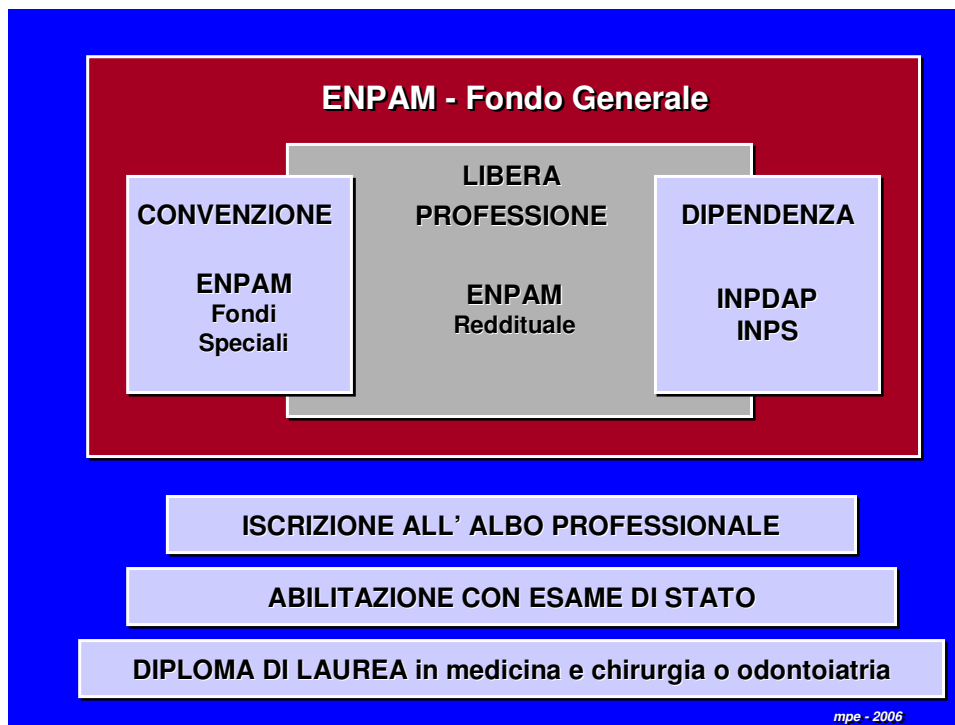 ENPAM - Fondo Generale
CONVENZIONE
ENPAM
Fondi
Speciali
LIBERA
PROFESSIONE
ENPAM
Reddituale
DIPENDENZA
INPDAP
INPS
ISCRIZIONE ALL' ALBO PROFESSIONALE
ABILITAZIONE CON ESAME DI STATO
DIPLOMA DI LAUREA in medicina e chirurgia o odontoiatria
mpe - 2006